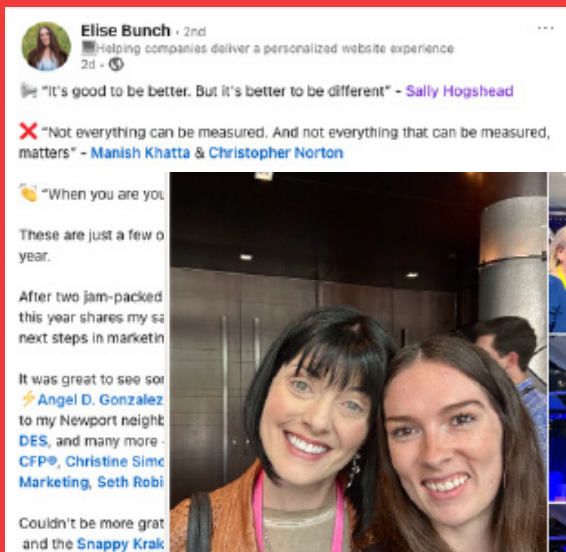 Elise Bunch · 2nd
Helping companies deliver a personalized website experience
2d ·
"It's good to be better. But it's better to be different" - Sally Hogshead
"Not everything can be measured. And not everything that can be measured,
matters" - Manish Khatta & Christopher Norton
"When you are you
These are just a few o
year.
After two jam-packed
this year shares my sa
next steps in marketin
It was great to see sor
Angel D. Gonzalez
to my Newport neighb
DES, and many more -
CFP®, Christine Simo
Marketing, Seth Robi
Couldn't be more grat
and the Snappy Krak